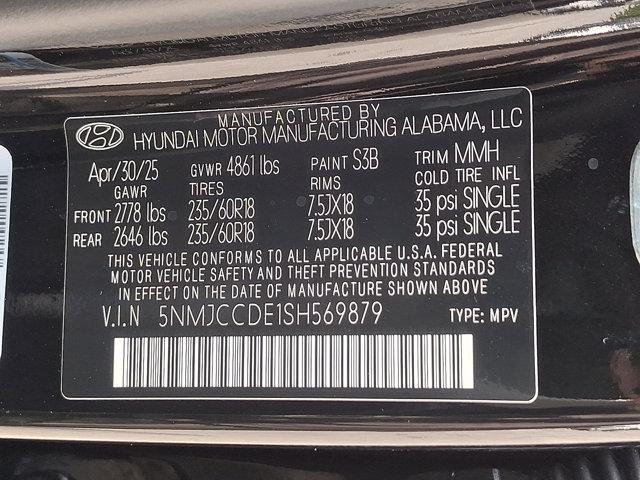 MANUFACTURED BY
HYUNDAI MOTOR MANUFACTURING ALABAMA, LLC
Apr/30/25 GVWR 4861 lbs PAINT S3B TRIM MMH
GAWR TIRES RIMS COLD TIRE INFL
FRONT 2778 lbs 235/60R18 7.5JX18 35 psi SINGLE
REAR 2646 lbs 235/60R18 7.5JX18 35 psi SINGLE
THIS VEHICLE CONFORMS TO ALL APPLICABLE U.S.A. FEDERAL
MOTOR VEHICLE SAFETY AND THEFT PREVENTION STANDARDS
IN EFFECT ON THE DATE OF MANUFACTURE SHOWN ABOVE
V.I.N 5NMJCCDE1SH569879 TYPE: MPV